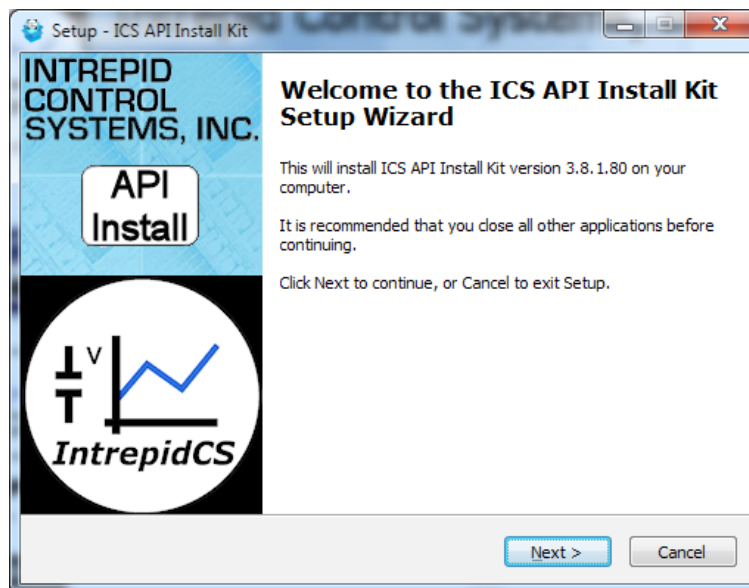 Setup - ICS API Install Kit
INTREPID
CONTROL
SYSTEMS, INC.
API
Install
V
IntrepidCS
Welcome to the ICS API Install Kit
Setup Wizard
This will install ICS API Install Kit version 3.8.1.80 on your
computer.
It is recommended that you close all other applications before
continuing.
Click Next to continue, or Cancel to exit Setup.
Next >
Cancel